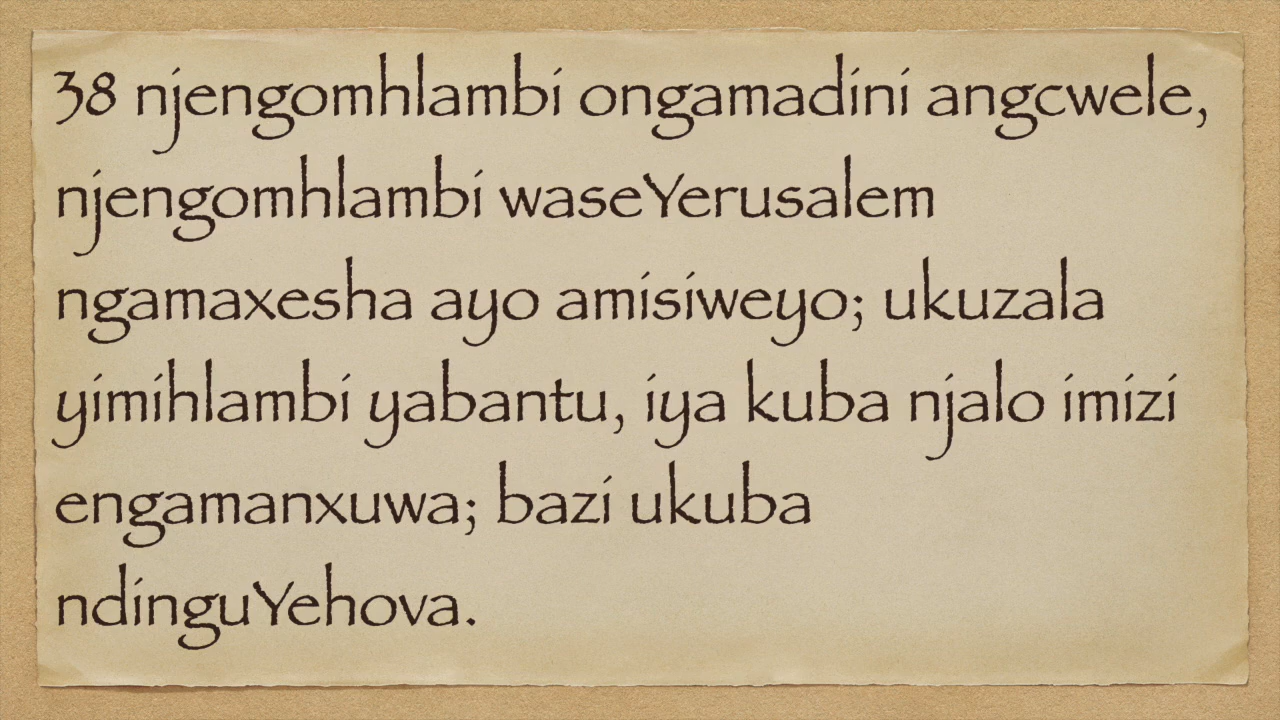 38 njengomhlambi ongamadini angcwele,
njengomhlambi waseYerusalem
ngamaxesha ayo amisiweyo; ukuzala
yimihlambi yabantu, iya kuba njalo imizi
engamanxuwa; bazi ukuba
ndinguYehova.